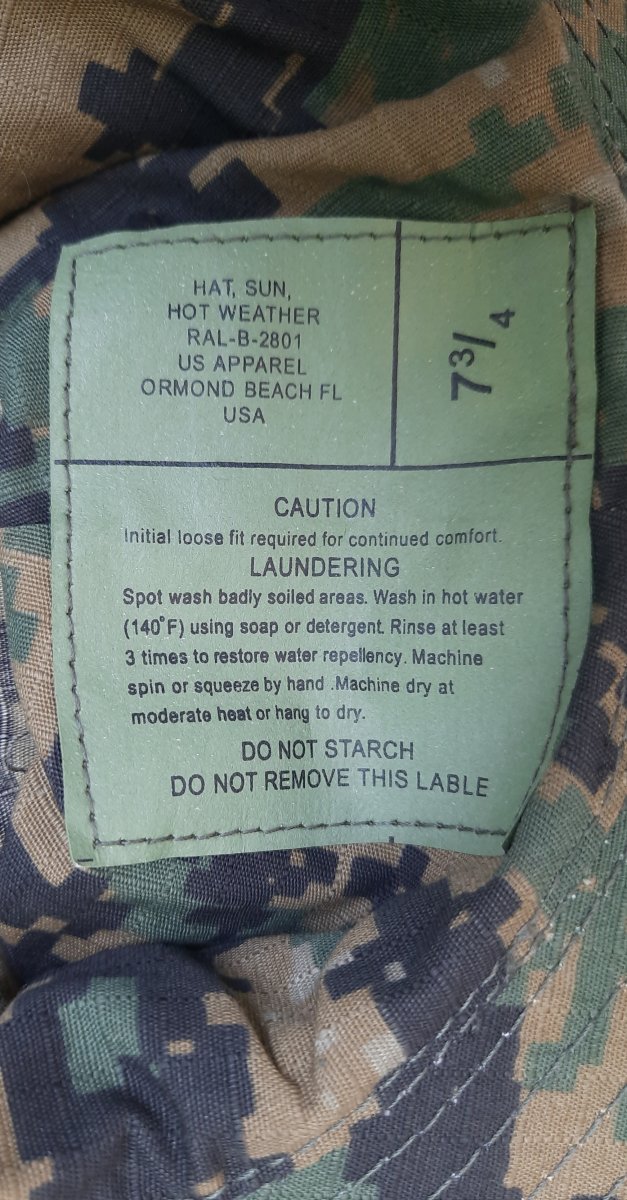 HAT, SUN,
HOT WEATHER
RAL-B-2801
US APPAREL
ORMOND BEACH FL
USA
7 3/4
CAUTION
Initial loose fit required for continued comfort.
LAUNDERING
Spot wash badly soiled areas. Wash in hot water
(140°F) using soap or detergent. Rinse at least
3 times to restore water repellency. Machine
spin or squeeze by hand .Machine dry at
moderate heat or hang to dry.
DO NOT STARCH
DO NOT REMOVE THIS LABLE